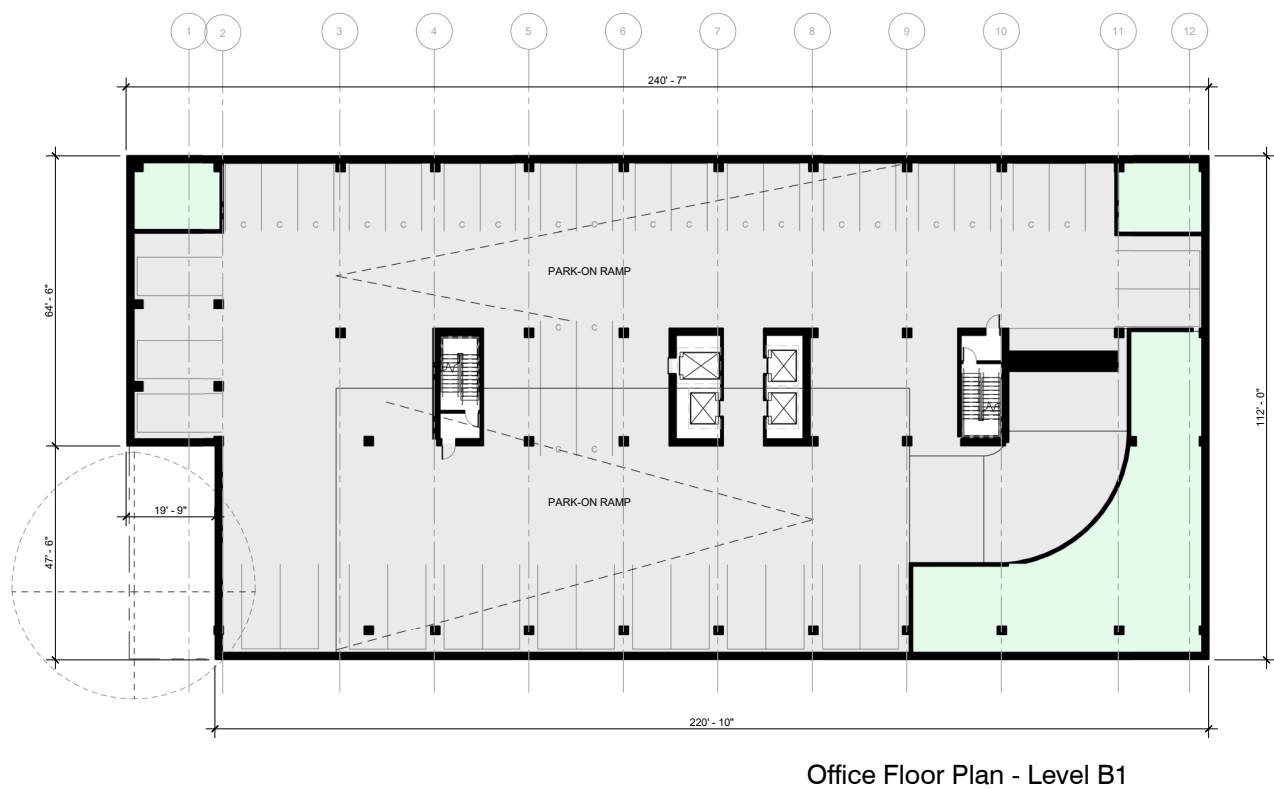 1 2 3 4 5 6 7 8 9 10 11 12
240' - 7"
C C C C C C C C C C C C C C C C C C C
PARK-ON RAMP
64' - 6"
C C
112' - 0"
C C
PARK-ON RAMP
19' - 9"
47' - 6"
220' - 10"
Office Floor Plan - Level B1